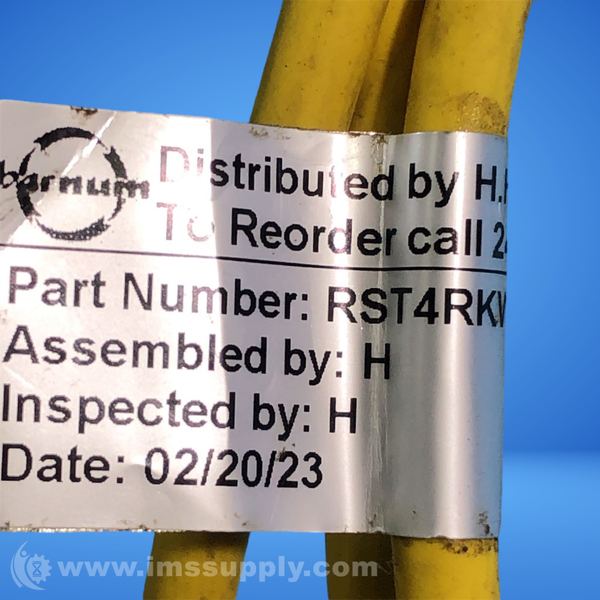 barnum
Distributed by H.
To Reorder call 2
Part Number: RST4RKV
Assembled by: H
Inspected by: H
Date: 02/20/23
www.imssupply.com